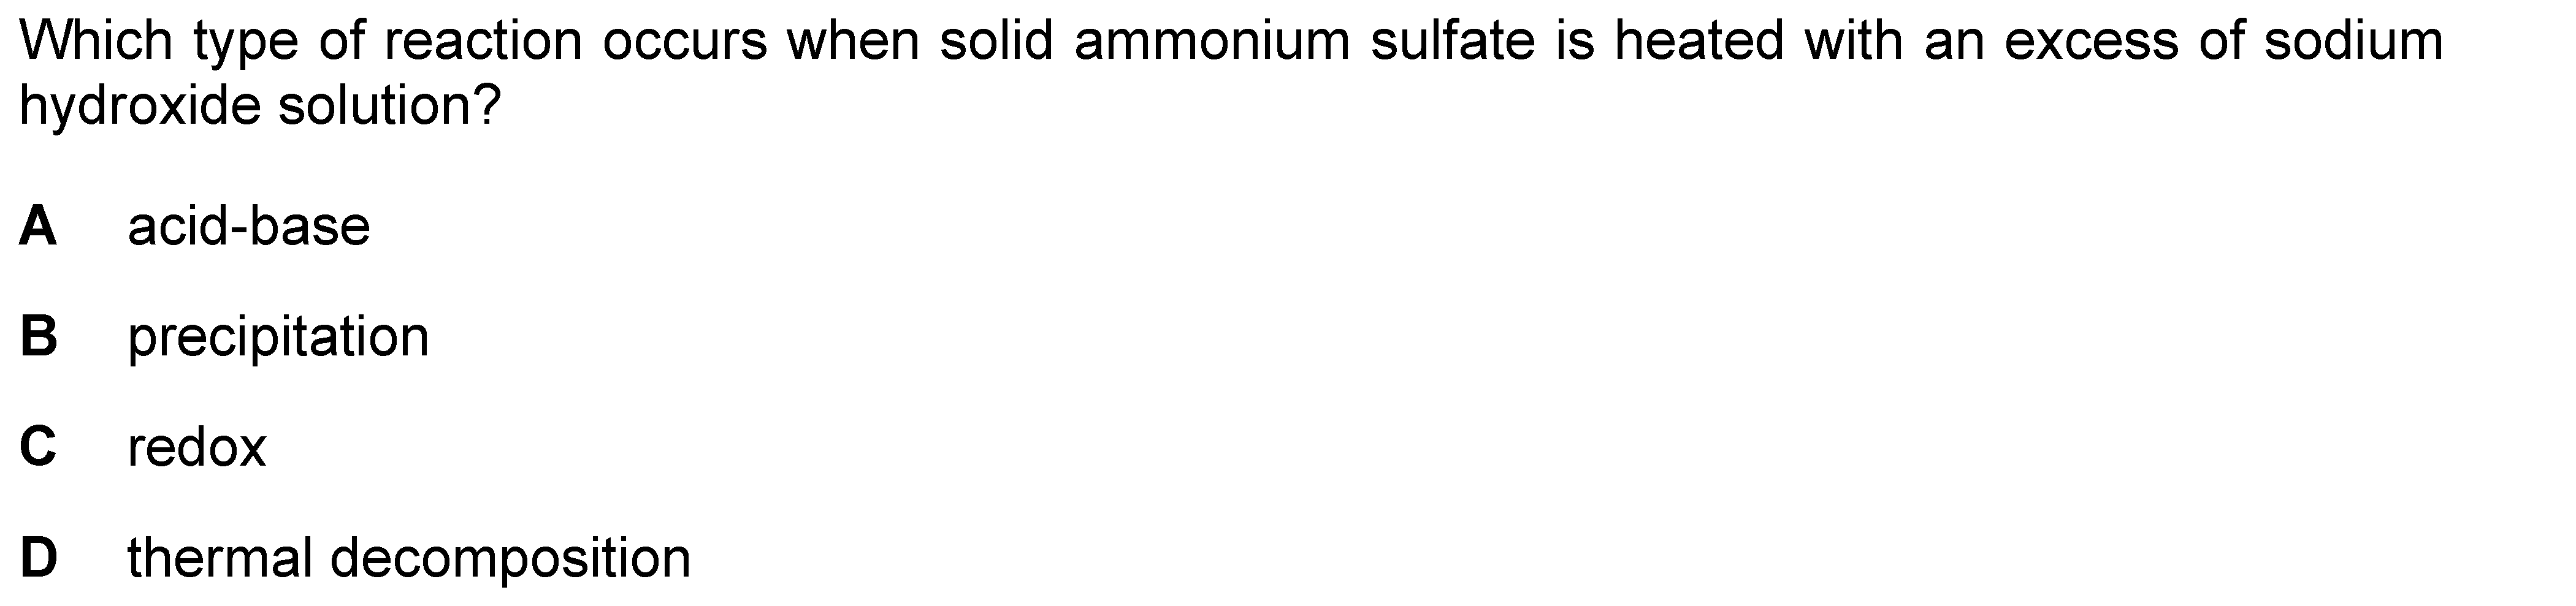 Which type of reaction occurs when solid ammonium sulfate is heated with an excess of sodium
hydroxide solution?
A acid-base
B precipitation
C redox
D thermal decomposition